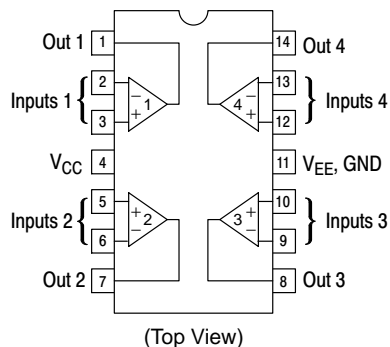 Out 1 1 14 Out 4
2 − 1 − 13
Inputs 1 + 4 + Inputs 4
3 12
VCC 4 11 VEE, GND
5 + 2 + 10
Inputs 2 − 3 − Inputs 3
6 9
Out 2 7 8 Out 3
(Top View)